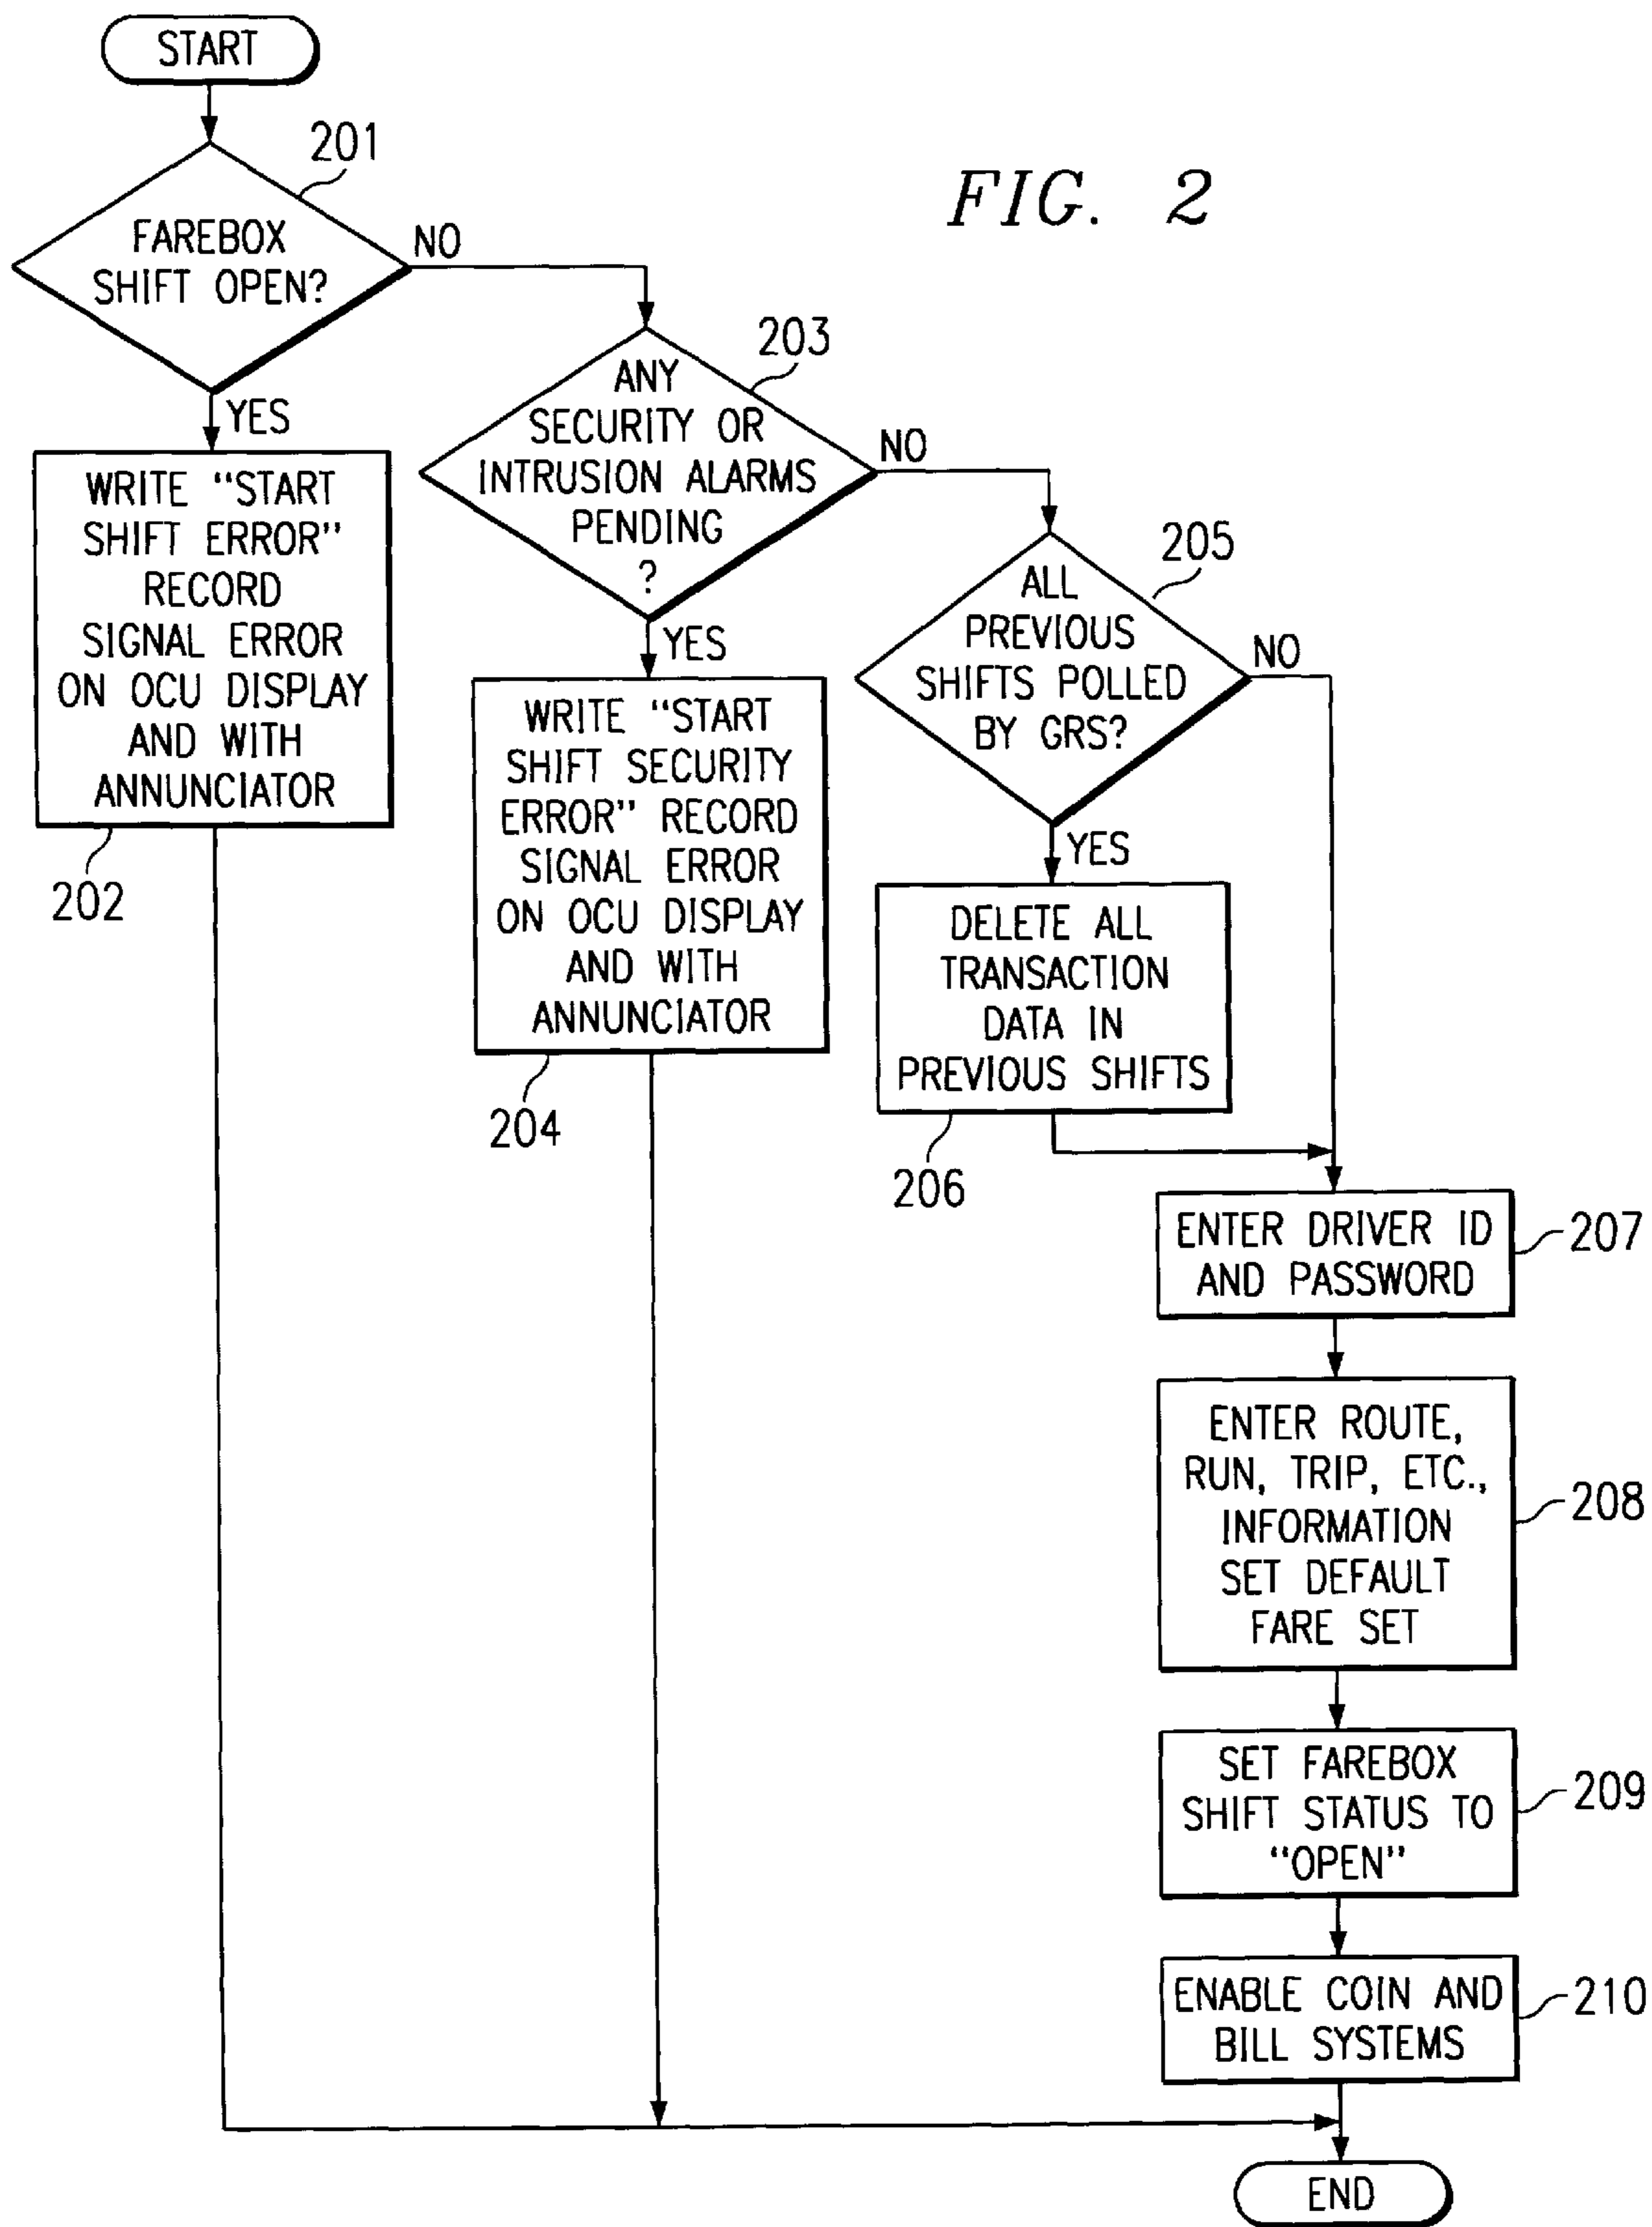 START
201
FIG. 2
FAREBOX
SHIFT OPEN?
NO
YES
203
ANY
SECURITY OR
INTRUSION ALARMS
PENDING
?
NO
YES
WRITE “START
SHIFT ERROR”
RECORD
SIGNAL ERROR
ON OCU DISPLAY
AND WITH
ANNUNCIATOR
202
205
ALL
PREVIOUS
SHIFTS POLLED
BY GRS?
NO
YES
WRITE “START
SHIFT SECURITY
ERROR” RECORD
SIGNAL ERROR
ON OCU DISPLAY
AND WITH
ANNUNCIATOR
204
DELETE ALL
TRANSACTION
DATA IN
PREVIOUS SHIFTS
206
ENTER DRIVER ID
AND PASSWORD
207
ENTER ROUTE,
RUN, TRIP, ETC.,
INFORMATION
SET DEFAULT
FARE SET
208
SET FAREBOX
SHIFT STATUS TO
“OPEN”
209
ENABLE COIN AND
BILL SYSTEMS
210
END